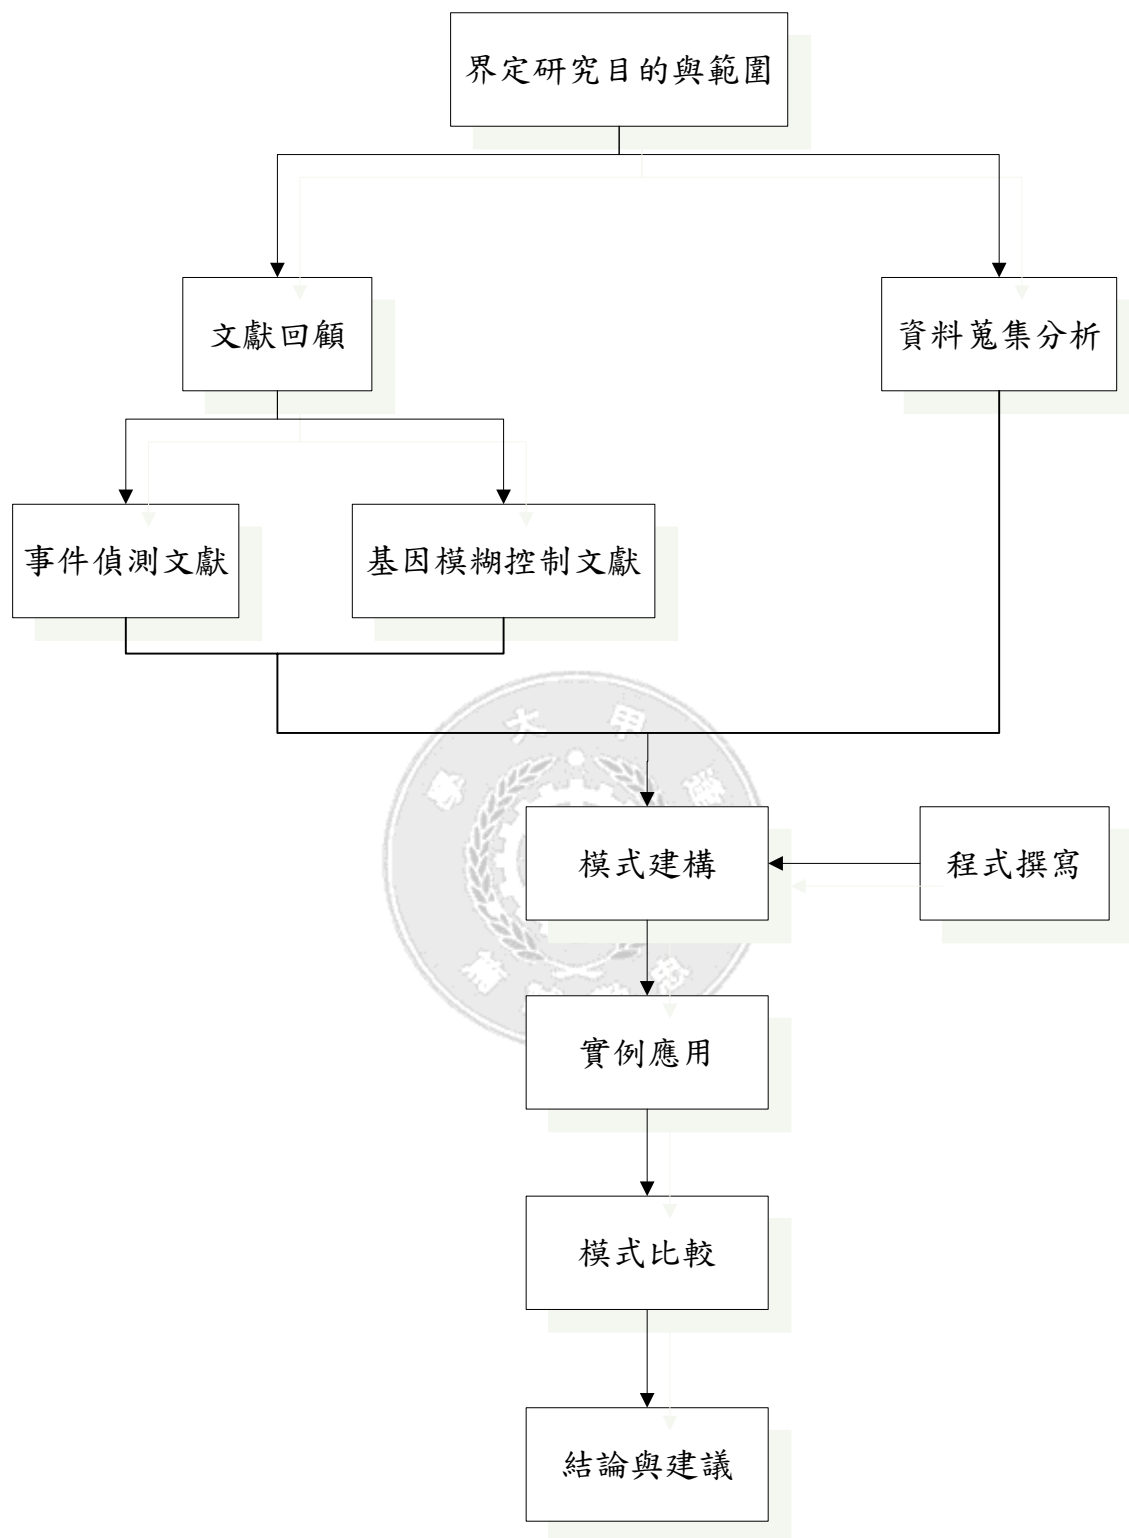 界定研究目的與範圍
文獻回顧
資料蒐集分析
事件偵測文獻
基因模糊控制文獻
模式建構
程式撰寫
實例應用
模式比較
結論與建議